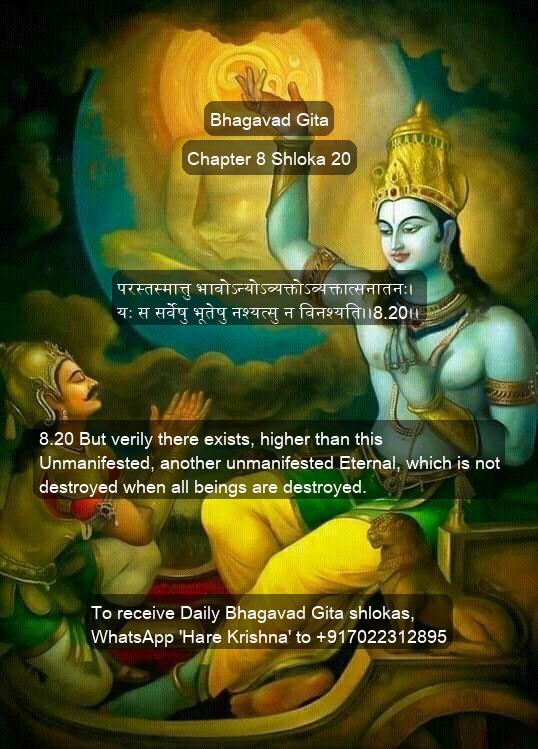 Bhagavad Gita
Chapter 8 Shloka 20
परस्तस्मात्तु भावोऽन्योऽव्यक्तोऽव्यक्तात्सनातनः।
यः स सर्वेषु भूतेषु नश्यत्सु न विनश्यति।।8.20।।
8.20 But verily there exists, higher than this
Unmanifested, another unmanifested Eternal, which is not
destroyed when all beings are destroyed.
To receive Daily Bhagavad Gita shlokas,
WhatsApp 'Hare Krishna' to +917022312895